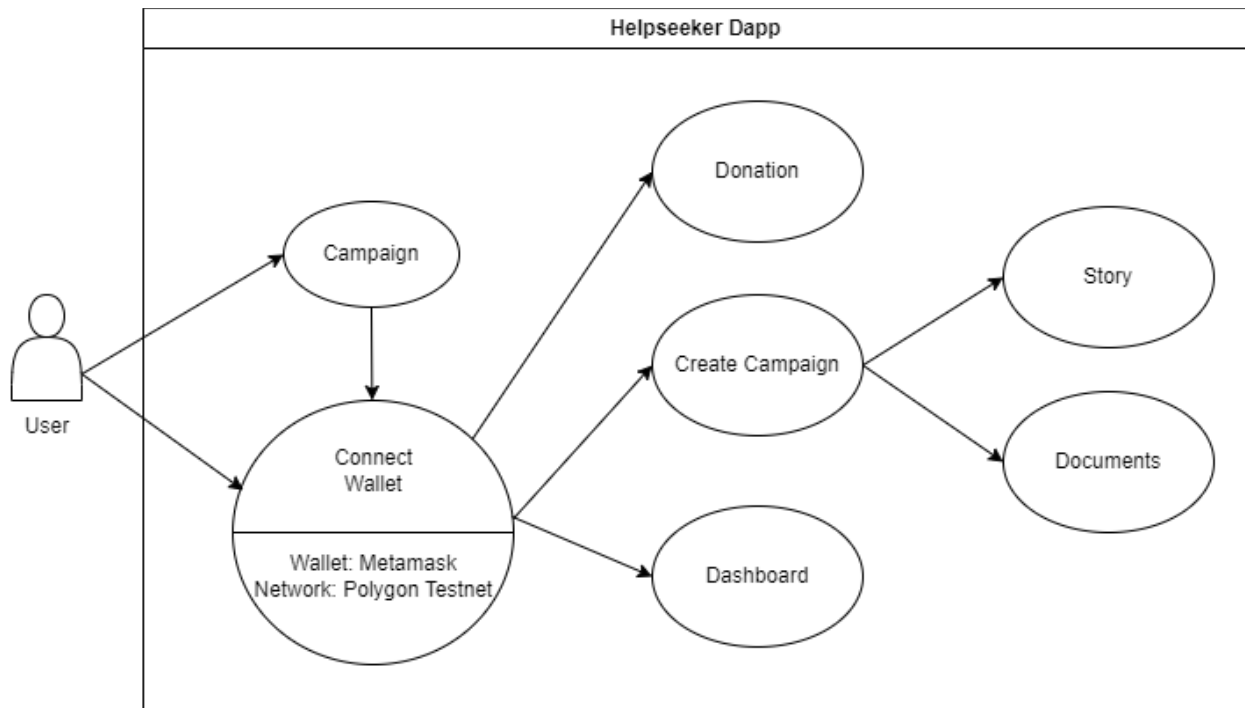 Helpseeker Dapp
Donation
Campaign
Story
User
Create Campaign
Connect
Wallet
Documents
Wallet: Metamask
Network: Polygon Testnet
Dashboard